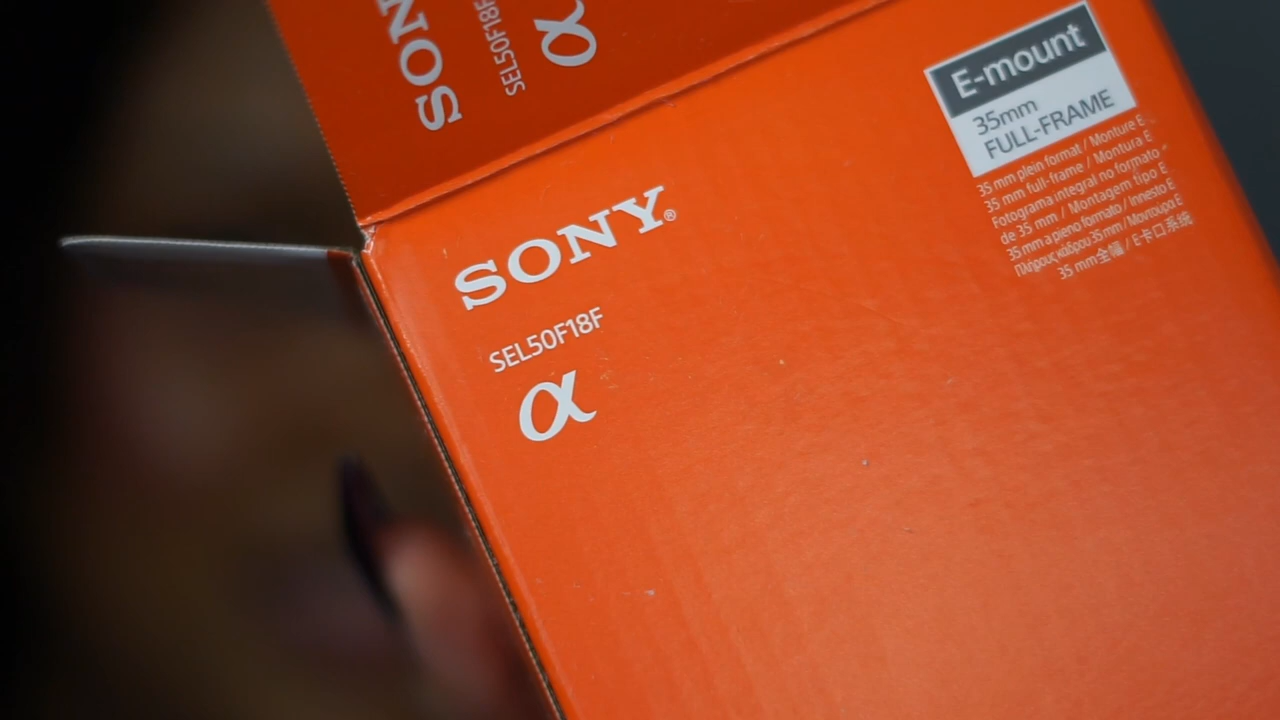 SONY
SEL50F18F
α
SONY®
SEL50F18F
α
E-mount
35mm
FULL-FRAME
35 mm plein format / Monture E
35 mm full-frame / Montura E
Fotograma integral no formato
de 35 mm / Montagem tipo E
35 mm a pieno formato / Innesto E
Πλήρους κάδρου 35 mm / Μοντούρα E
35 mm全幅 / E卡口系统